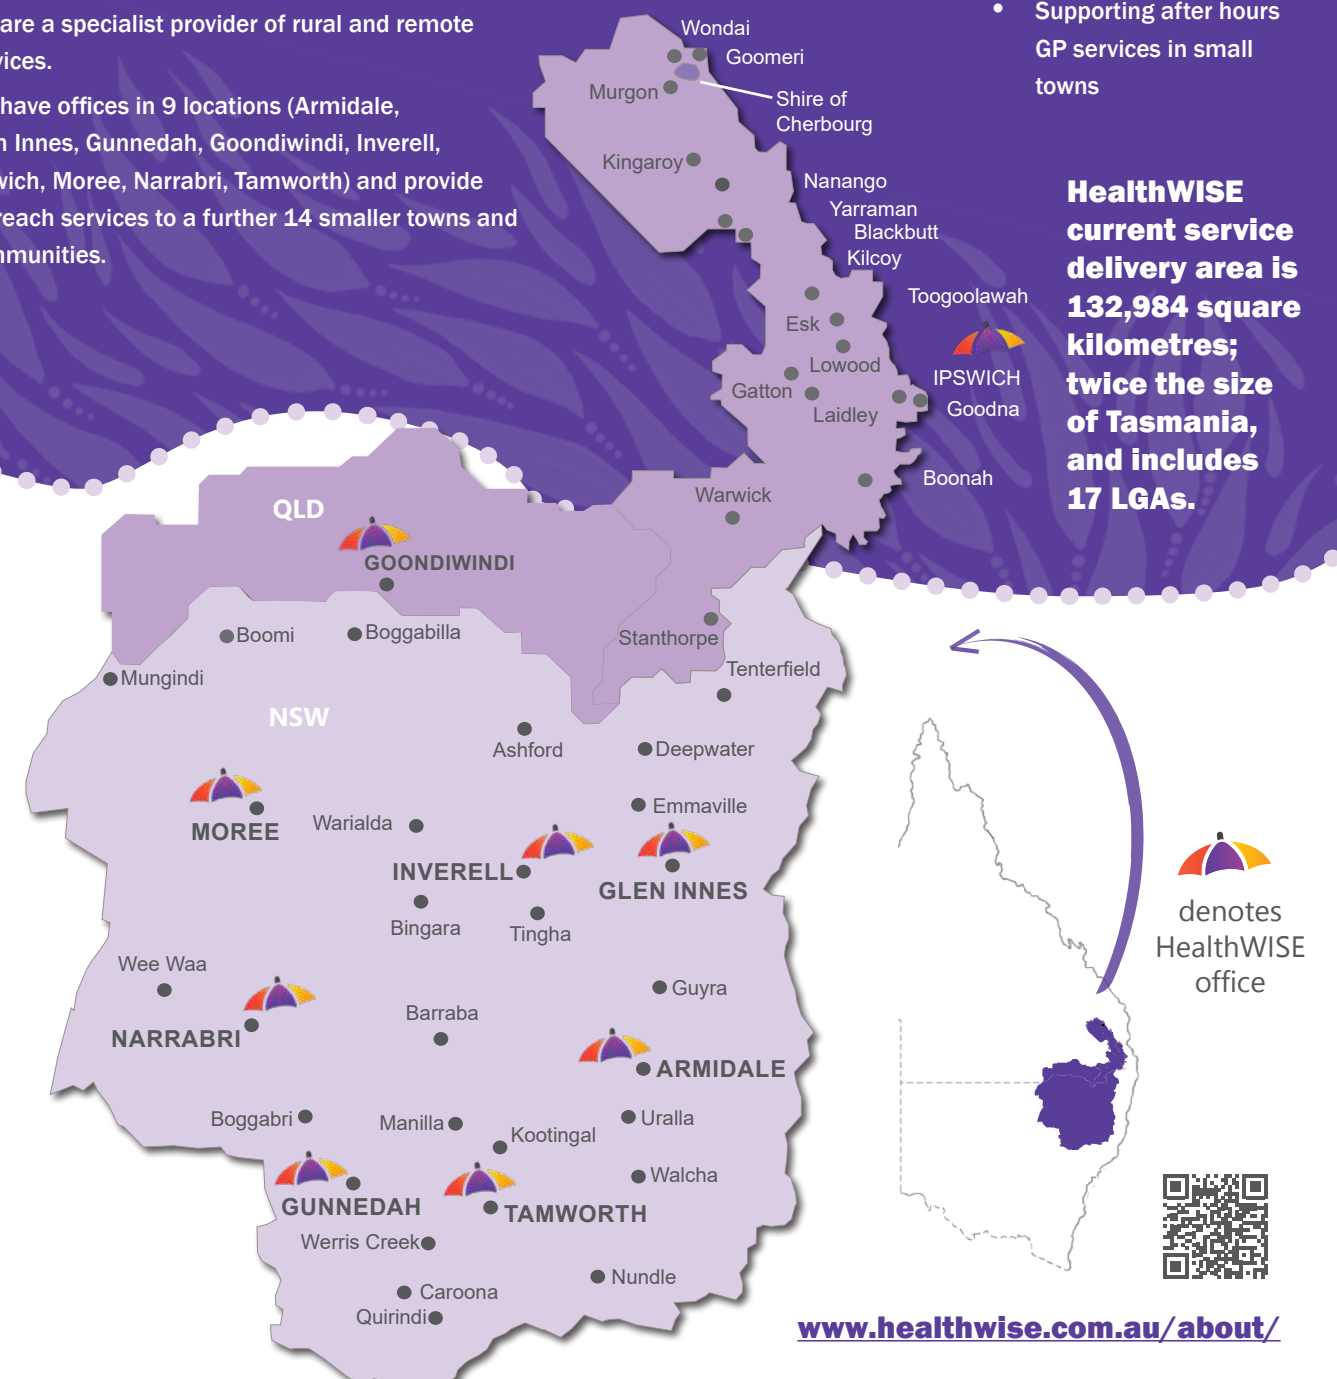 are a specialist provider of rural and remote
vices.
have offices in 9 locations (Armidale,
n Innes, Gunnedah, Goondiwindi, Inverell,
wich, Moree, Narrabri, Tamworth) and provide
reach services to a further 14 smaller towns and
mmunities.
• Supporting after hours
GP services in small
towns
HealthWISE
current service
delivery area is
132,984 square
kilometres;
twice the size
of Tasmania,
and includes
17 LGAs.
Wondai
Goomeri
Murgon
Shire of
Cherbourg
Kingaroy
Nanango
Yarraman
Blackbutt
Kilcoy
Toogoolawah
Esk
Lowood
IPSWICH
Gatton
Goodna
Laidley
Boonah
Warwick
QLD
GOONDIWINDI
Boomi
Boggabilla
Stanthorpe
Mungindi
Tenterfield
NSW
Ashford
Deepwater
Emmaville
MOREE
Warialda
INVERELL
GLEN INNES
Bingara
Tingha
Wee Waa
Guyra
NARRABRI
Barraba
ARMIDALE
Boggabri
Manilla
Kootingal
Uralla
Walcha
GUNNEDAH
TAMWORTH
Werris Creek
Nundle
Caroona
Quirindi
denotes
HealthWISE
office
www.healthwise.com.au/about/